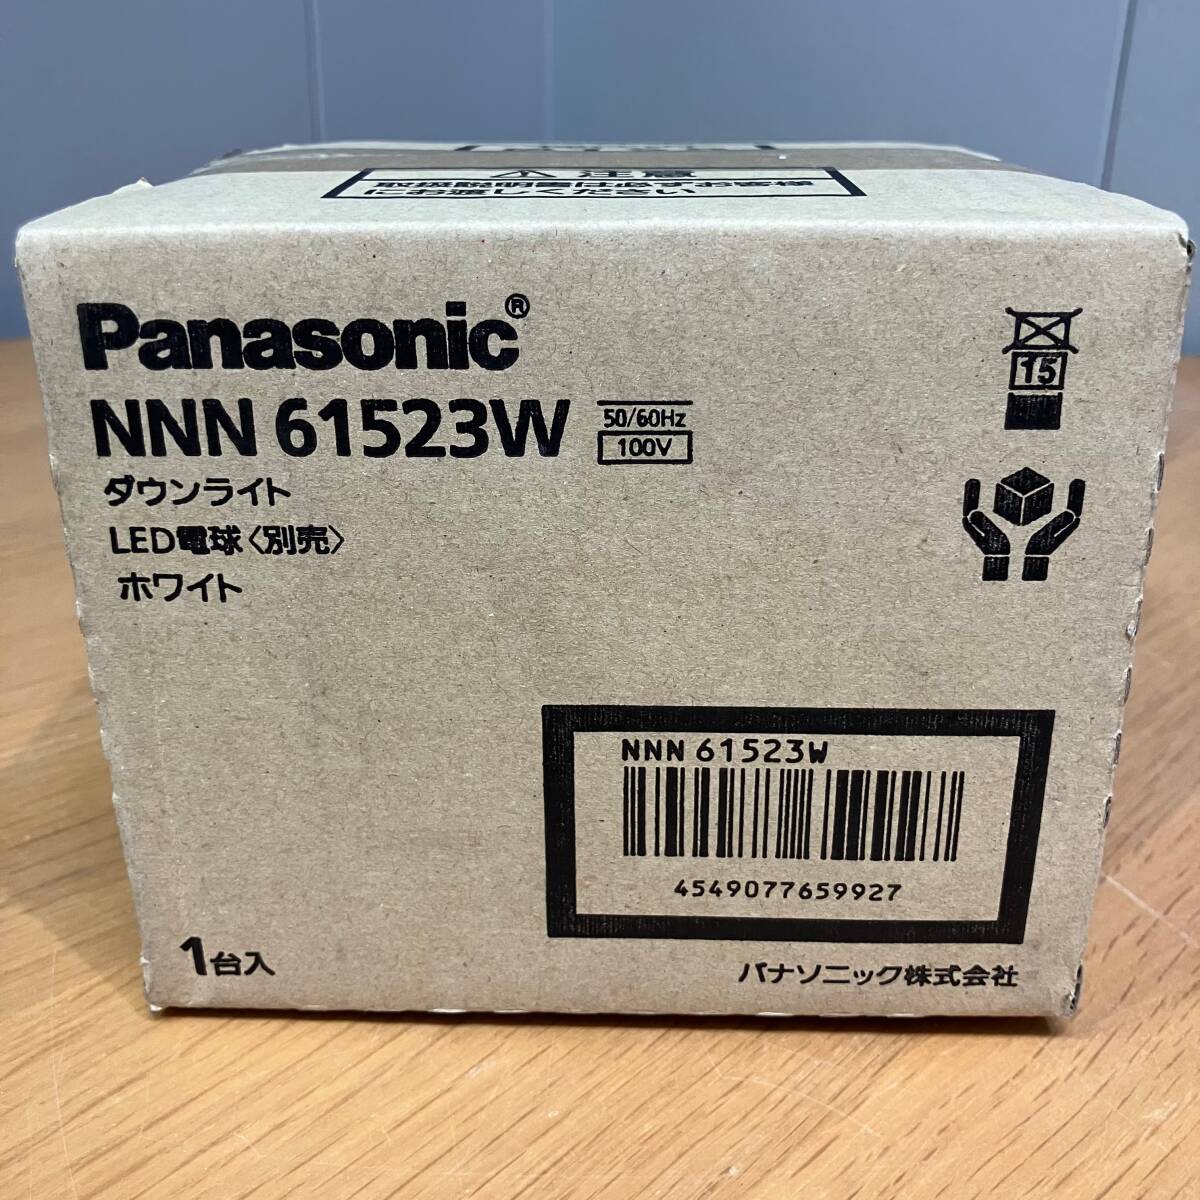 ⚠ 注意
Panasonic®
NNN 61523W
50/60Hz
100V
ダウンライト
LED電球〈別売〉
ホワイト
15
NNN 61523W
4549077659927
1台入
パナソニック株式会社